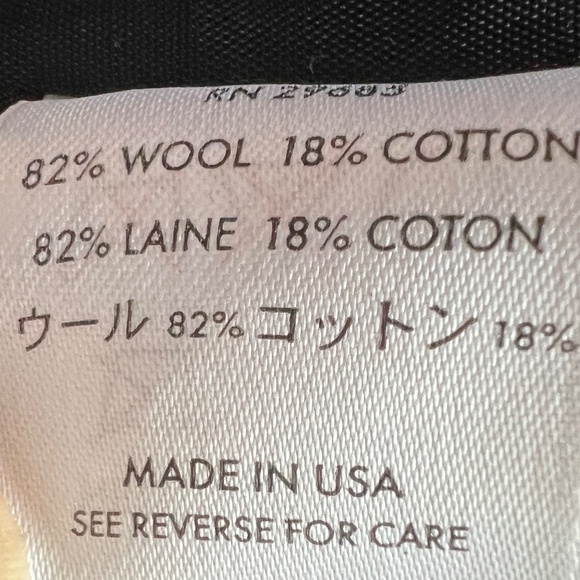 RN
82% WOOL 18% COTTON
82% LAINE 18% COTON
ウール 82% コットン 18%
MADE IN USA
SEE REVERSE FOR CARE